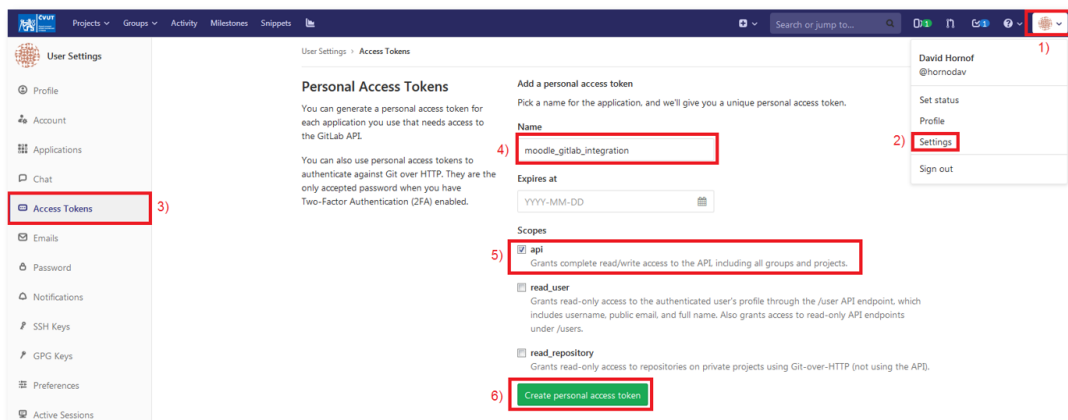 ČVUT
Projects Groups Activity Milestones Snippets
Search or jump to...
1 1
1)
User Settings
Profile
Account
Applications
Chat
Access Tokens
3)
Emails
Password
Notifications
SSH Keys
GPG Keys
Preferences
Active Sessions
User Settings > Access Tokens
Personal Access Tokens
You can generate a personal access token for
each application you use that needs access to
the GitLab API.
You can also use personal access tokens to
authenticate against Git over HTTP. They are the
only accepted password when you have
Two-Factor Authentication (2FA) enabled.
Add a personal access token
Pick a name for the application, and we'll give you a unique personal access token.
Name
4)
moodle_gitlab_integration
Expires at
YYYY-MM-DD
Scopes
5)
api
Grants complete read/write access to the API, including all groups and projects.
read_user
Grants read-only access to the authenticated user's profile through the /user API endpoint, which
includes username, public email, and full name. Also grants access to read-only API endpoints
under /users.
read_repository
Grants read-only access to repositories on private projects using Git-over-HTTP (not using the API).
6)
Create personal access token
David Hornof
@hornodav
Set status
Profile
2)
Settings
Sign out